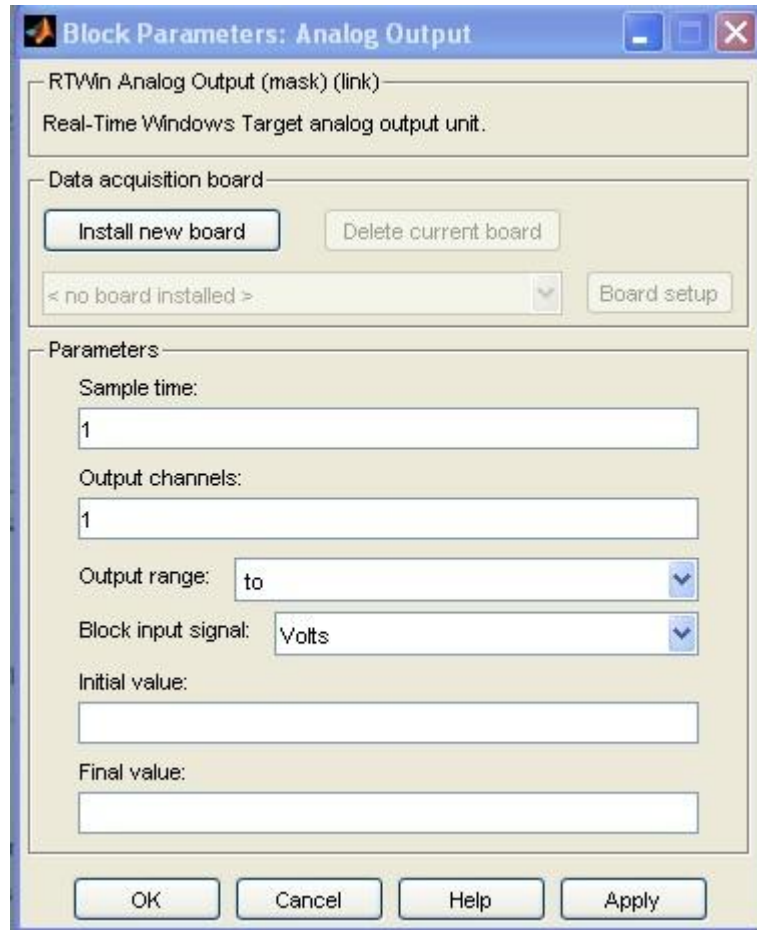 Block Parameters: Analog Output
RTWin Analog Output (mask) (link)
Real-Time Windows Target analog output unit.
Data acquisition board
Install new board Delete current board
< no board installed > Board setup
Parameters
Sample time:
1
Output channels:
1
Output range: to
Block input signal: Volts
Initial value:
Final value:
OK Cancel Help Apply